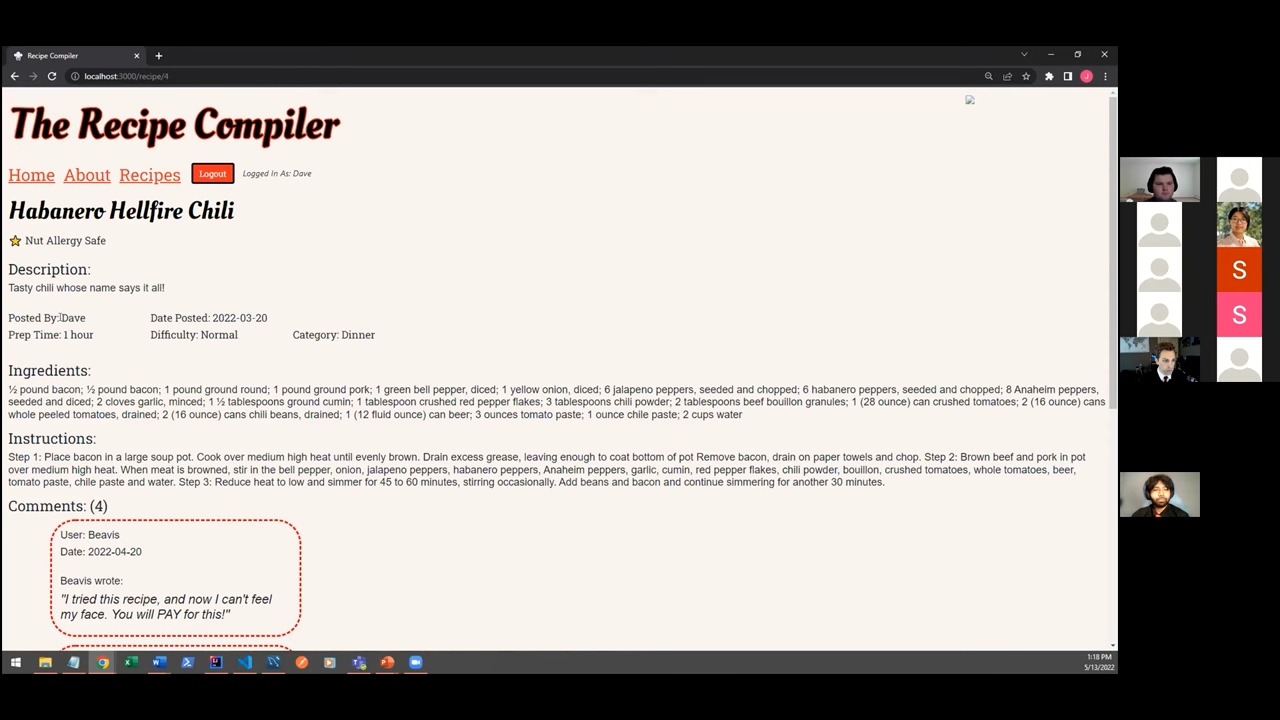 Recipe Compiler
localhost:3000/recipe/4
J
The Recipe Compiler
Home About Recipes Logout Logged In As: Dave
Habanero Hellfire Chili
Nut Allergy Safe
Description:
Tasty chili whose name says it all!
Posted By: Dave Date Posted: 2022-03-20
Prep Time: 1 hour Difficulty: Normal Category: Dinner
Ingredients:
½ pound bacon; ½ pound bacon; 1 pound ground round; 1 pound ground pork; 1 green bell pepper, diced; 1 yellow onion, diced; 6 jalapeno peppers, seeded and chopped; 6 habanero peppers, seeded and chopped; 8 Anaheim peppers,
seeded and diced; 2 cloves garlic, minced; 1 ½ tablespoons ground cumin; 1 tablespoon crushed red pepper flakes; 3 tablespoons chili powder; 2 tablespoons beef bouillon granules; 1 (28 ounce) can crushed tomatoes; 2 (16 ounce) cans
whole peeled tomatoes, drained; 2 (16 ounce) cans chili beans, drained; 1 (12 fluid ounce) can beer; 3 ounces tomato paste; 1 ounce chile paste; 2 cups water
Instructions:
Step 1: Place bacon in a large soup pot. Cook over medium high heat until evenly brown. Drain excess grease, leaving enough to coat bottom of pot Remove bacon, drain on paper towels and chop. Step 2: Brown beef and pork in pot
over medium high heat. When meat is browned, stir in the bell pepper, onion, jalapeno peppers, habanero peppers, Anaheim peppers, garlic, cumin, red pepper flakes, chili powder, bouillon, crushed tomatoes, whole tomatoes, beer,
tomato paste, chile paste and water. Step 3: Reduce heat to low and simmer for 45 to 60 minutes, stirring occasionally. Add beans and bacon and continue simmering for another 30 minutes.
Comments: (4)
User: Beavis
Date: 2022-04-20
Beavis wrote:
"I tried this recipe, and now I can't feel
my face. You will PAY for this!"
1:18 PM
5/13/2022
S
S